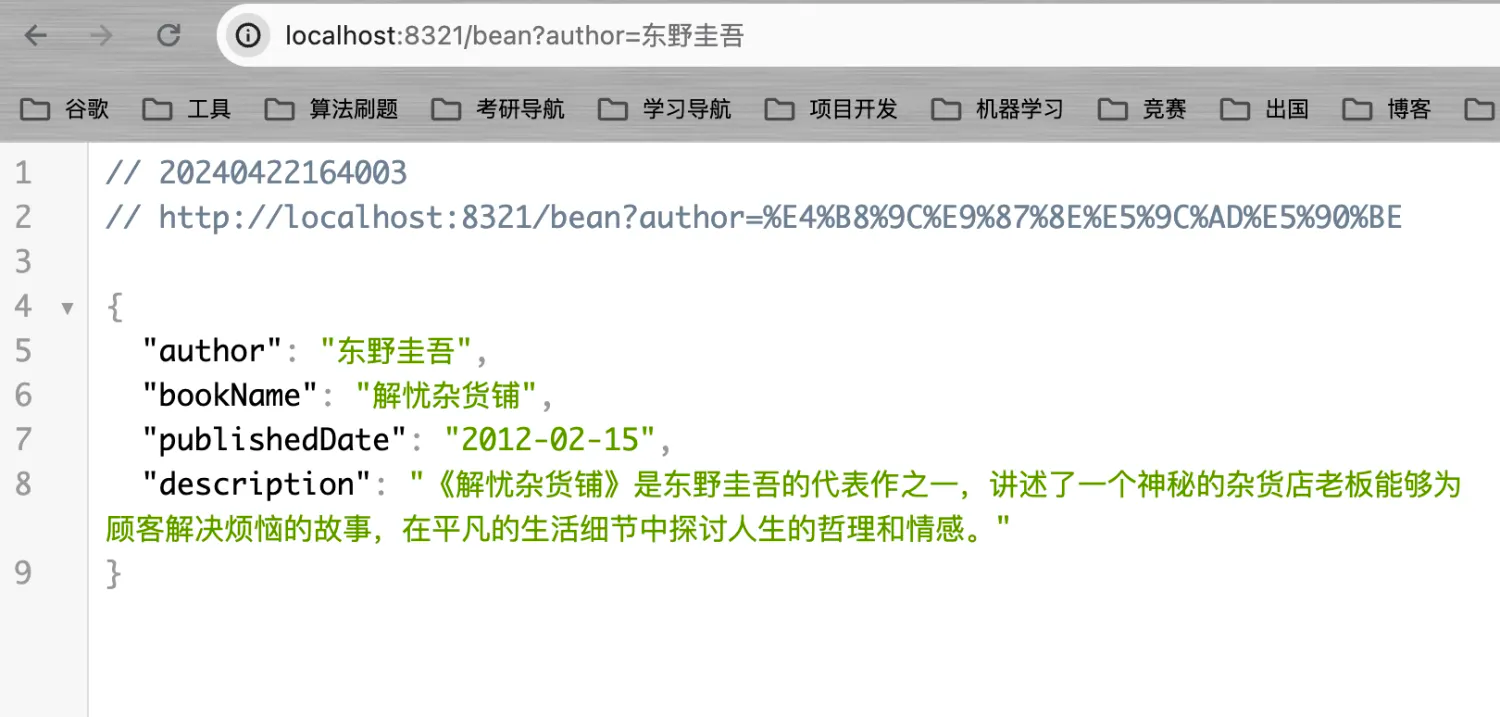 localhost:8321/bean?author=东野圭吾
谷歌 工具 算法刷题 考研导航 学习导航 项目开发 机器学习 竞赛 出国 博客
1 // 20240422164003
2 // http://localhost:8321/bean?author=%E4%B8%9C%E9%87%8E%E5%9C%AD%E5%90%BE
3
4 {
5 "author": "东野圭吾",
6 "bookName": "解忧杂货铺",
7 "publishedDate": "2012-02-15",
8 "description": "《解忧杂货铺》是东野圭吾的代表作之一，讲述了一个神秘的杂货店老板能够为
顾客解决烦恼的故事，在平凡的生活细节中探讨人生的哲理和情感。"
9 }